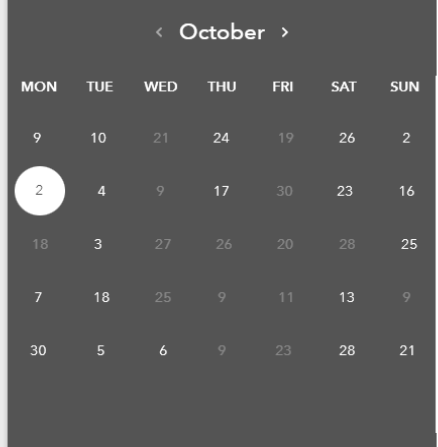 ‹ October ›
MON TUE WED THU FRI SAT SUN
9 10 21 24 19 26 2
2 4 9 17 30 23 16
18 3 27 26 20 28 25
7 18 25 9 11 13 9
30 5 6 9 23 28 21